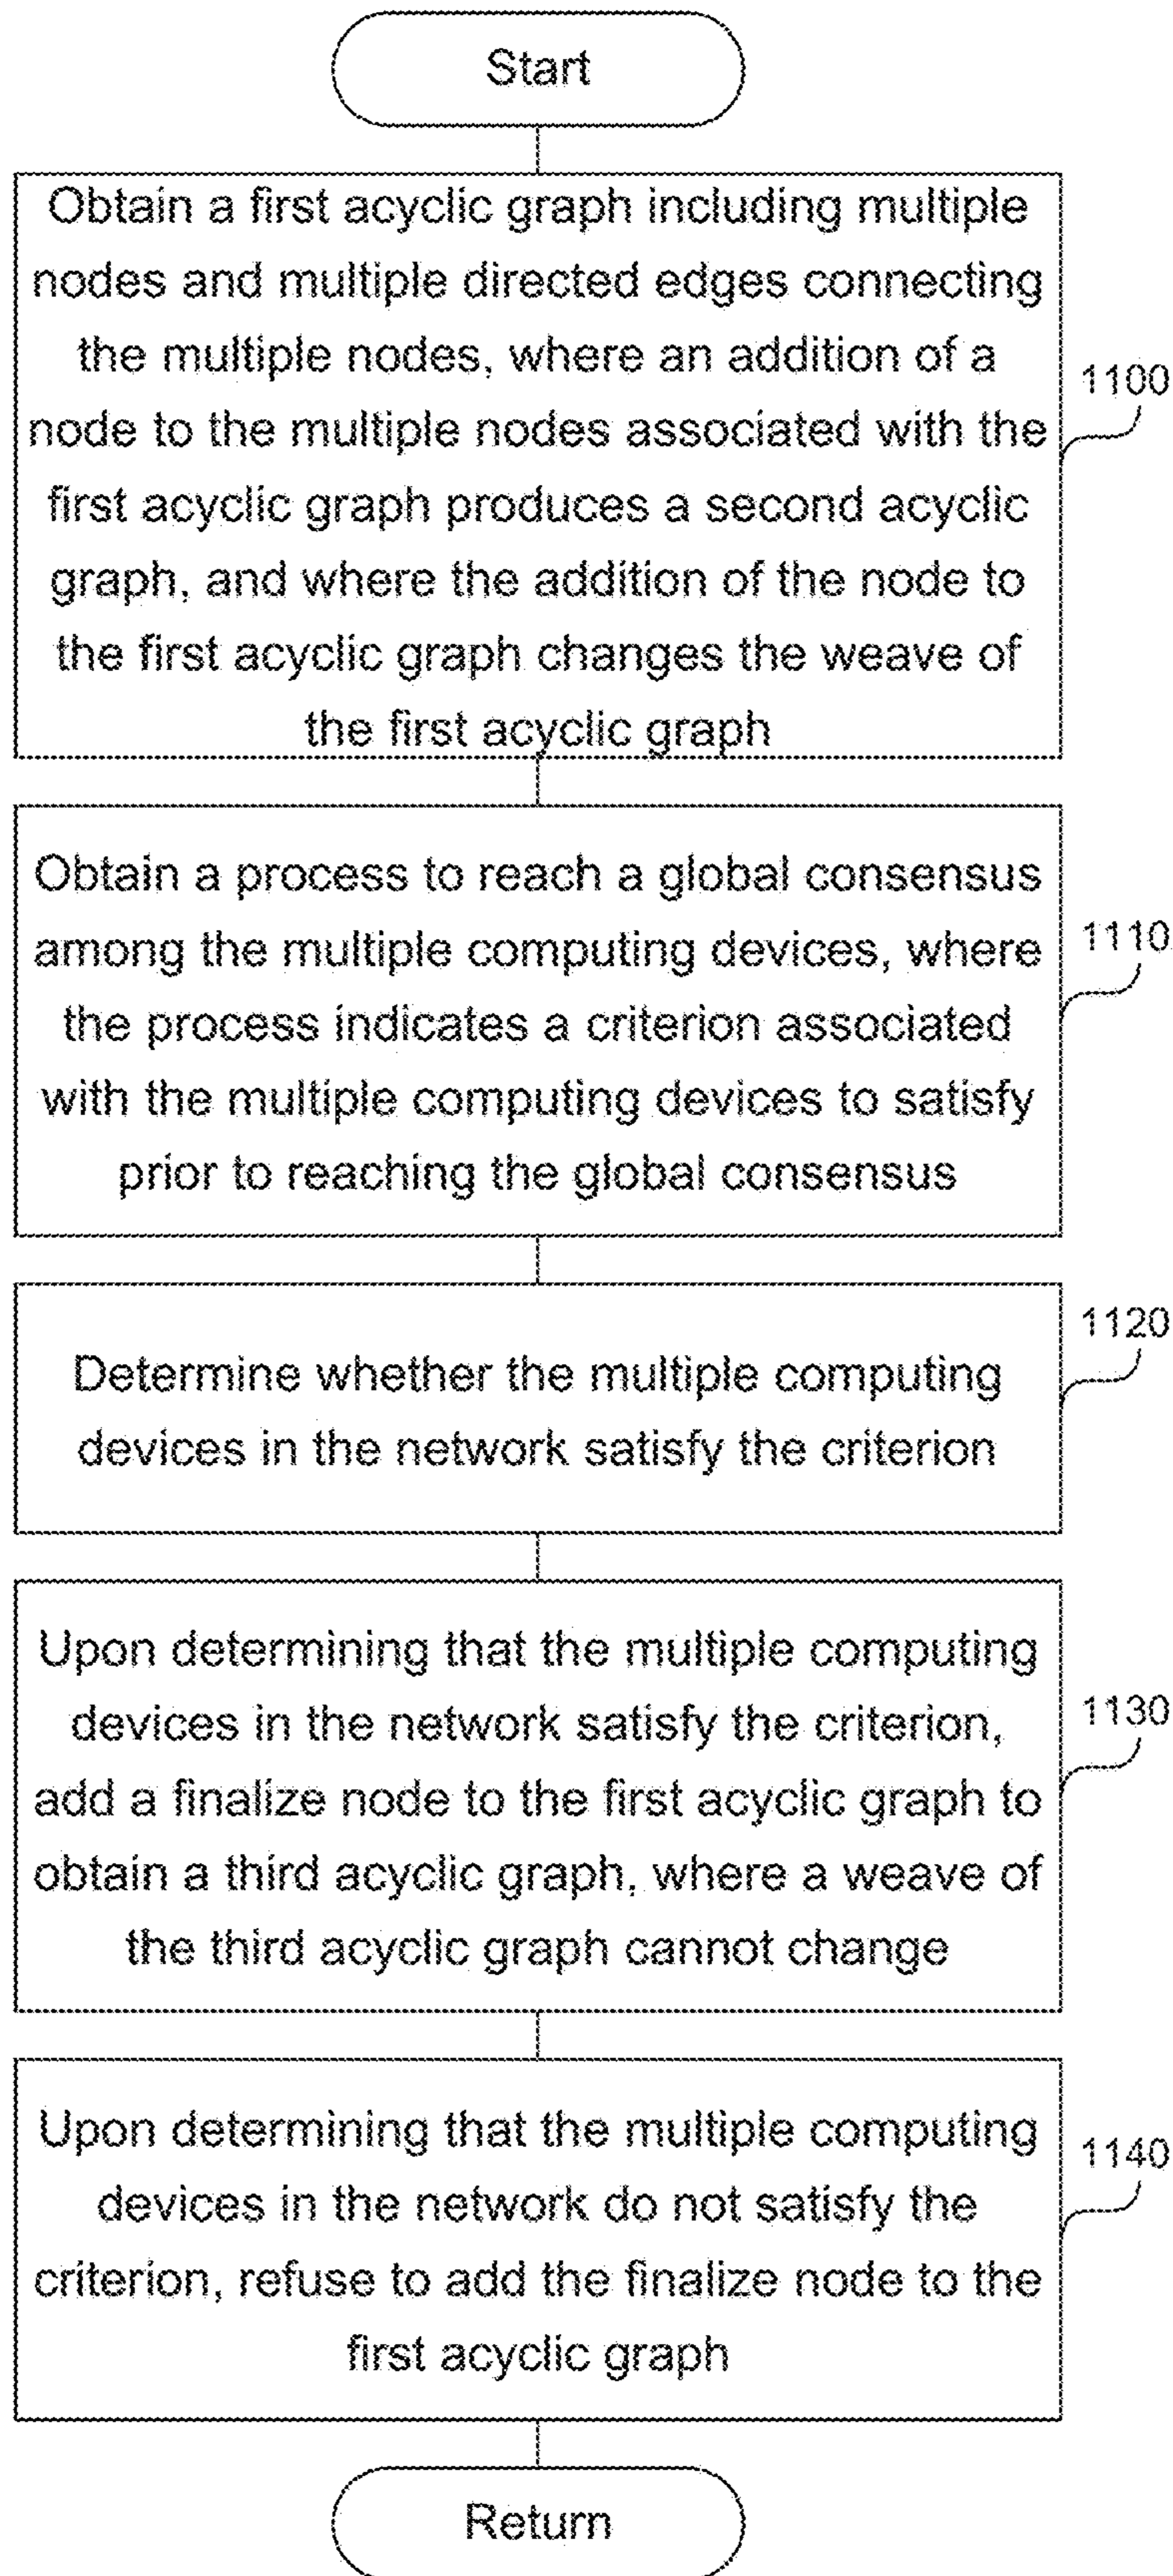 Start
Obtain a first acyclic graph including multiple
nodes and multiple directed edges connecting
the multiple nodes, where an addition of a
node to the multiple nodes associated with the
first acyclic graph produces a second acyclic
graph, and where the addition of the node to
the first acyclic graph changes the weave of
the first acyclic graph
1100
Obtain a process to reach a global consensus
among the multiple computing devices, where
the process indicates a criterion associated
with the multiple computing devices to satisfy
prior to reaching the global consensus
1110
Determine whether the multiple computing
devices in the network satisfy the criterion
1120
Upon determining that the multiple computing
devices in the network satisfy the criterion,
add a finalize node to the first acyclic graph to
obtain a third acyclic graph, where a weave of
the third acyclic graph cannot change
1130
Upon determining that the multiple computing
devices in the network do not satisfy the
criterion, refuse to add the finalize node to the
first acyclic graph
1140
Return